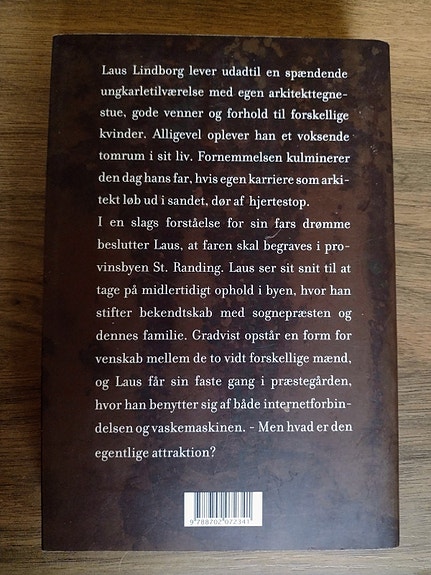 Laus Lindborg lever udadtil en spændende
ungkarletilværelse med egen arkitekttegne-
stue, gode venner og forhold til forskellige
kvinder. Alligevel oplever han et voksende
tomrum i sit liv. Fornemmelsen kulminerer
den dag hans far, hvis egen karriere som arki-
tekt løb ud i sandet, dør af hjertestop.
I en slags forståelse for sin fars drømme
beslutter Laus, at faren skal begraves i pro-
vinsbyen St. Randing. Laus ser sit snit til at
tage på midlertidigt ophold i byen, hvor han
stifter bekendtskab med sognepræsten og
dennes familie. Gradvist opstår en form for
venskab mellem de to vidt forskellige mænd,
og Laus får sin faste gang i præstegården,
hvor han benytter sig af både internetforbin-
delsen og vaskemaskinen. - Men hvad er den
egentlige attraktion?
9 788702 072341